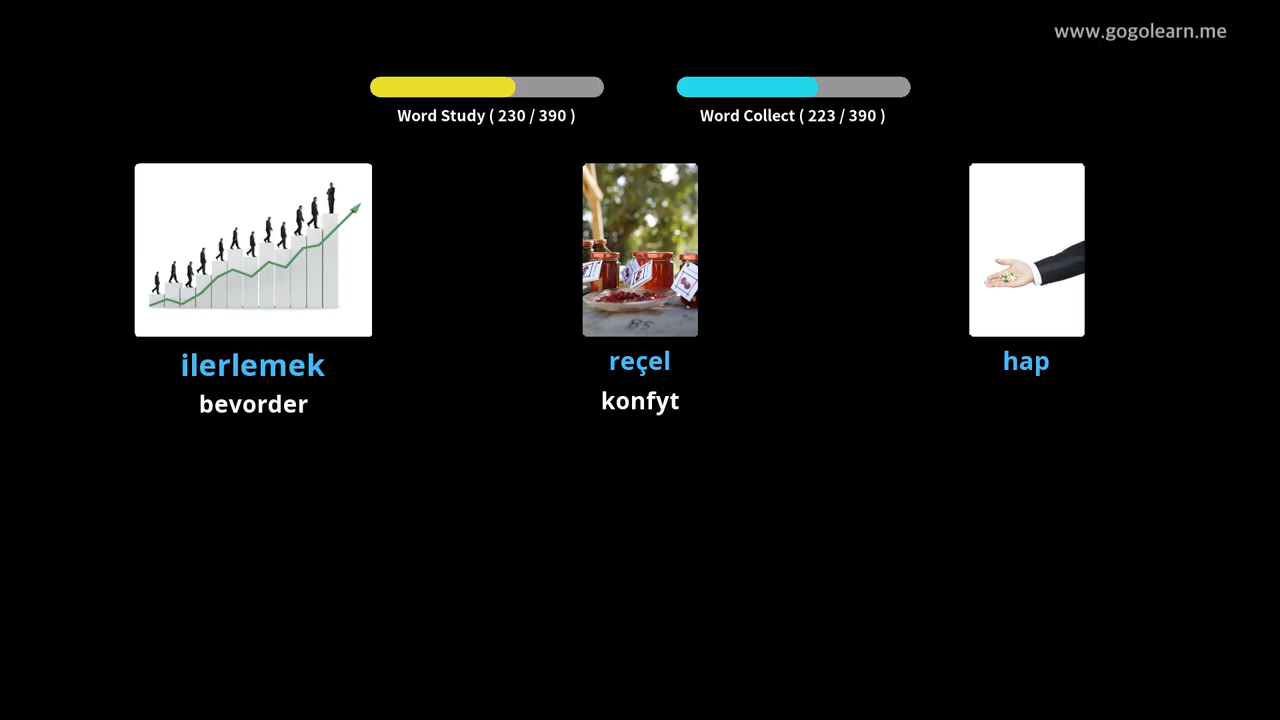 www.gogolearn.me
Word Study ( 230 / 390 )
Word Collect ( 223 / 390 )
ilerlemek
reçel
hap
bevorder
konfyt